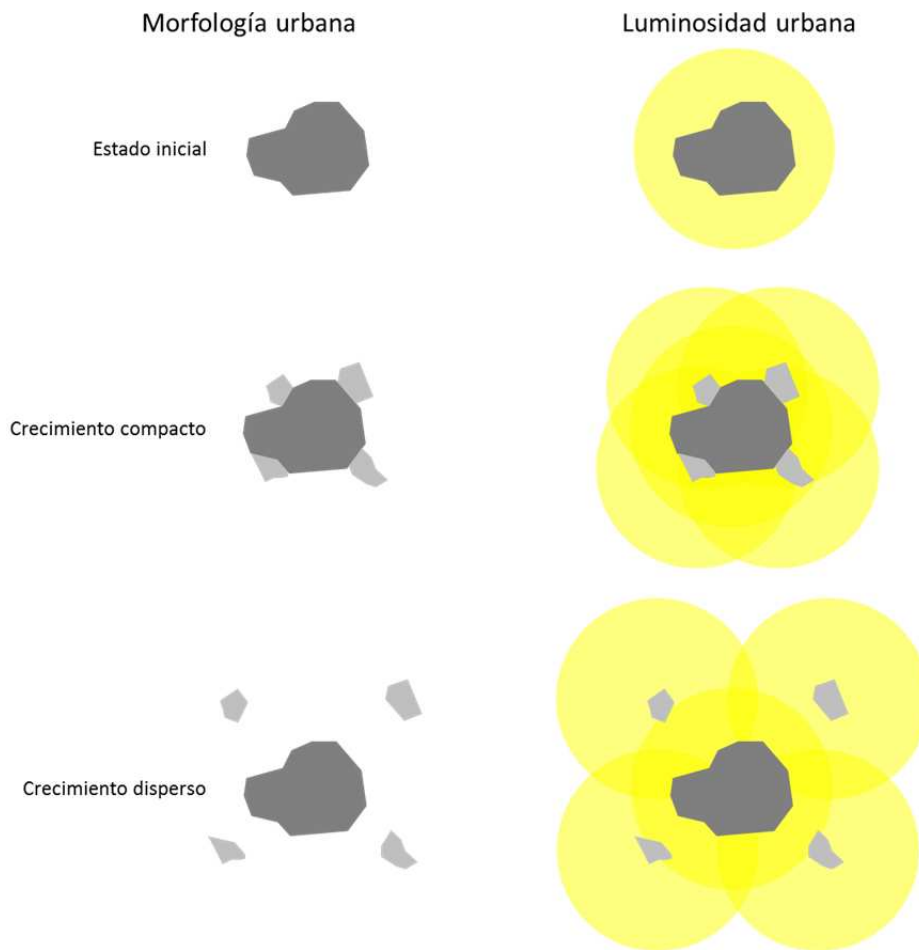 Morfología urbana
Luminosidad urbana
Estado inicial
Crecimiento compacto
Crecimiento disperso